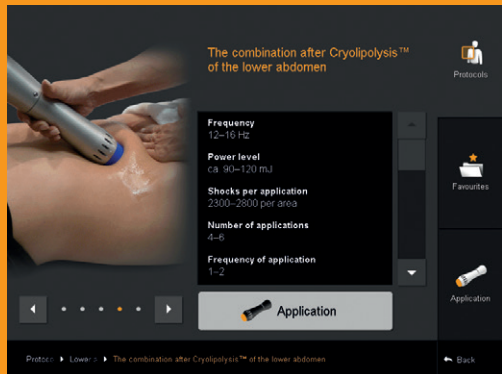 The combination after Cryolipolysis™
of the lower abdomen
Protocols
Frequency
12–16 Hz
Power level
ca. 90–120 mJ
Shocks per application
2300–2800 per area
Number of applications
4–6
Frequency of application
1–2
Favourites
Application
Application
The combination after Cryolipolysis™ of the lower abdomen
Back